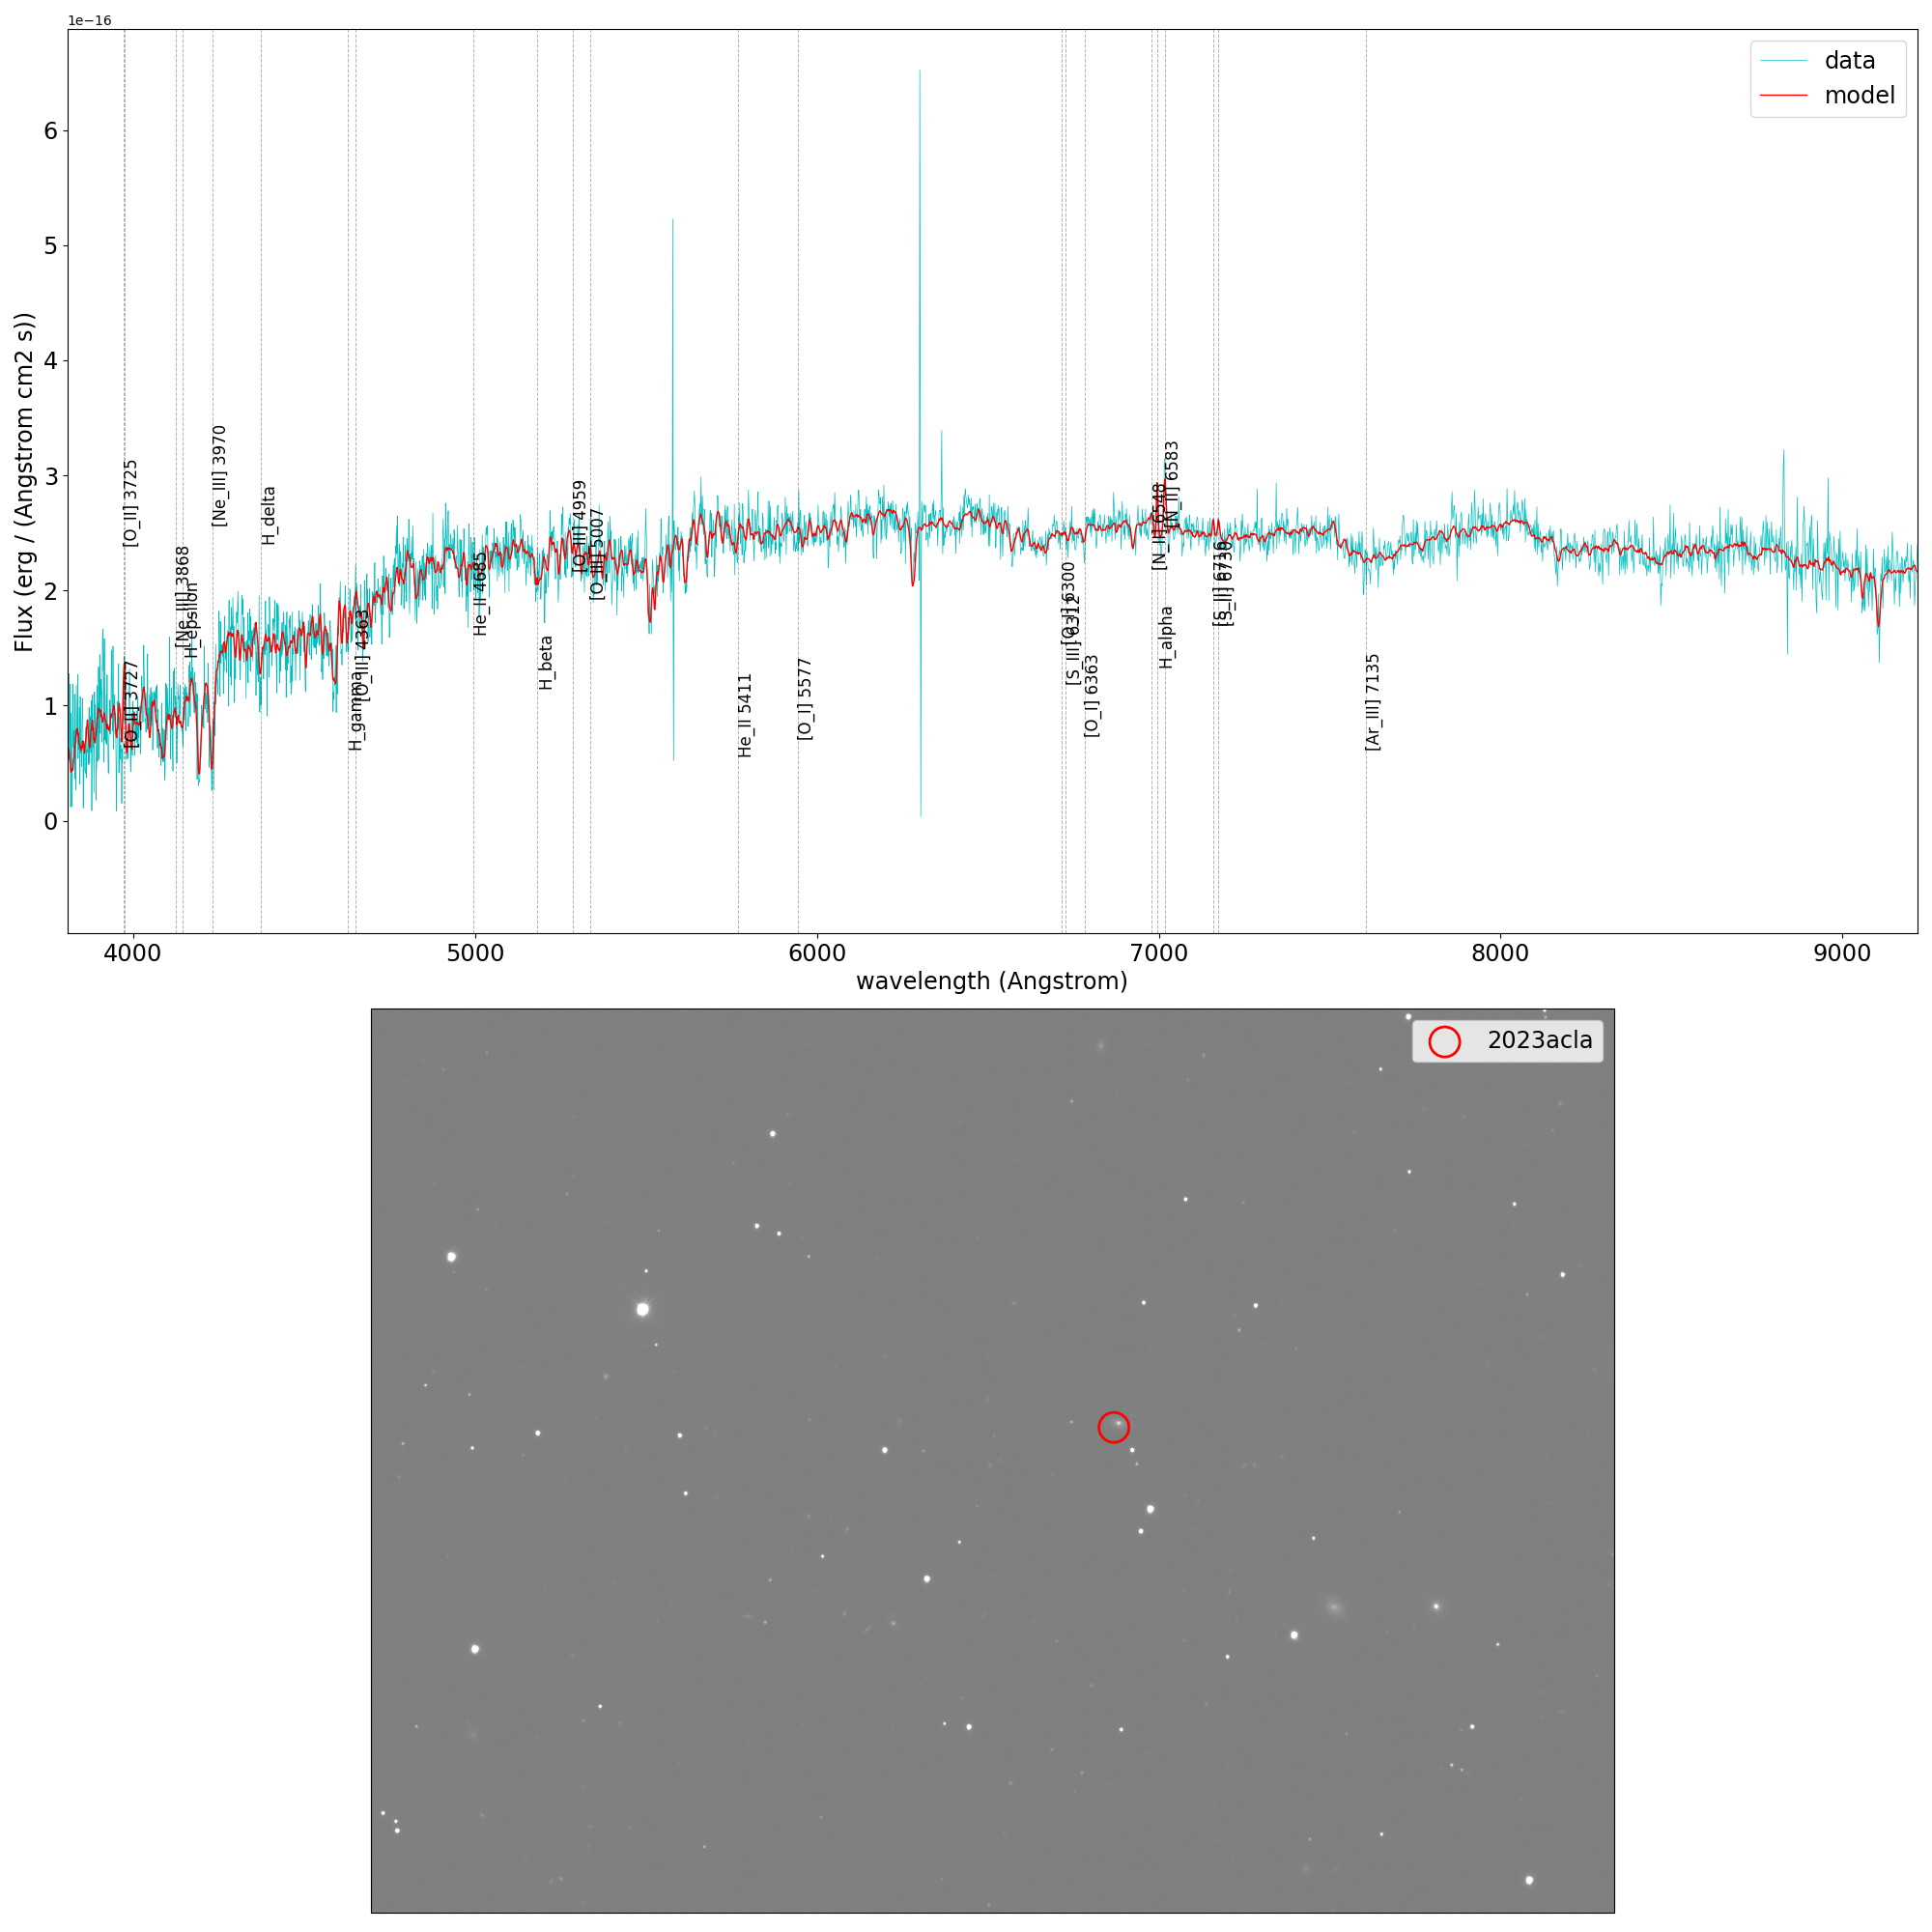 1e−16
data
model
Flux (erg / (Angstrom cm2 s))
6
5
4
3
2
1
0
[O_II] 3725
[O_II] 3727
[Ne_III] 3868
H_epsilon
[Ne_III] 3970
H_delta
H_gamma
[O_III] 4363
He_II 4685
H_beta
[O_III] 4959
[O_III] 5007
He_II 5411
[O_I] 5577
[O_I] 6300
[S_III] 6312
[O_I] 6363
[N_II] 6548
H_alpha
[N_II] 6583
[S_II] 6716
[S_II] 6730
[Ar_III] 7135
4000
5000
6000
7000
8000
9000
wavelength (Angstrom)
2023acla